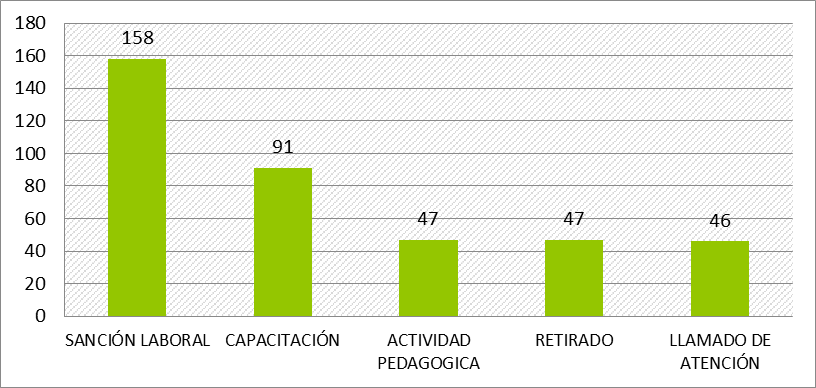 180
160
140
120
100
80
60
40
20
0
158
91
47
47
46
SANCIÓN LABORAL
CAPACITACIÓN
ACTIVIDAD
PEDAGOGICA
RETIRADO
LLAMADO DE
ATENCIÓN